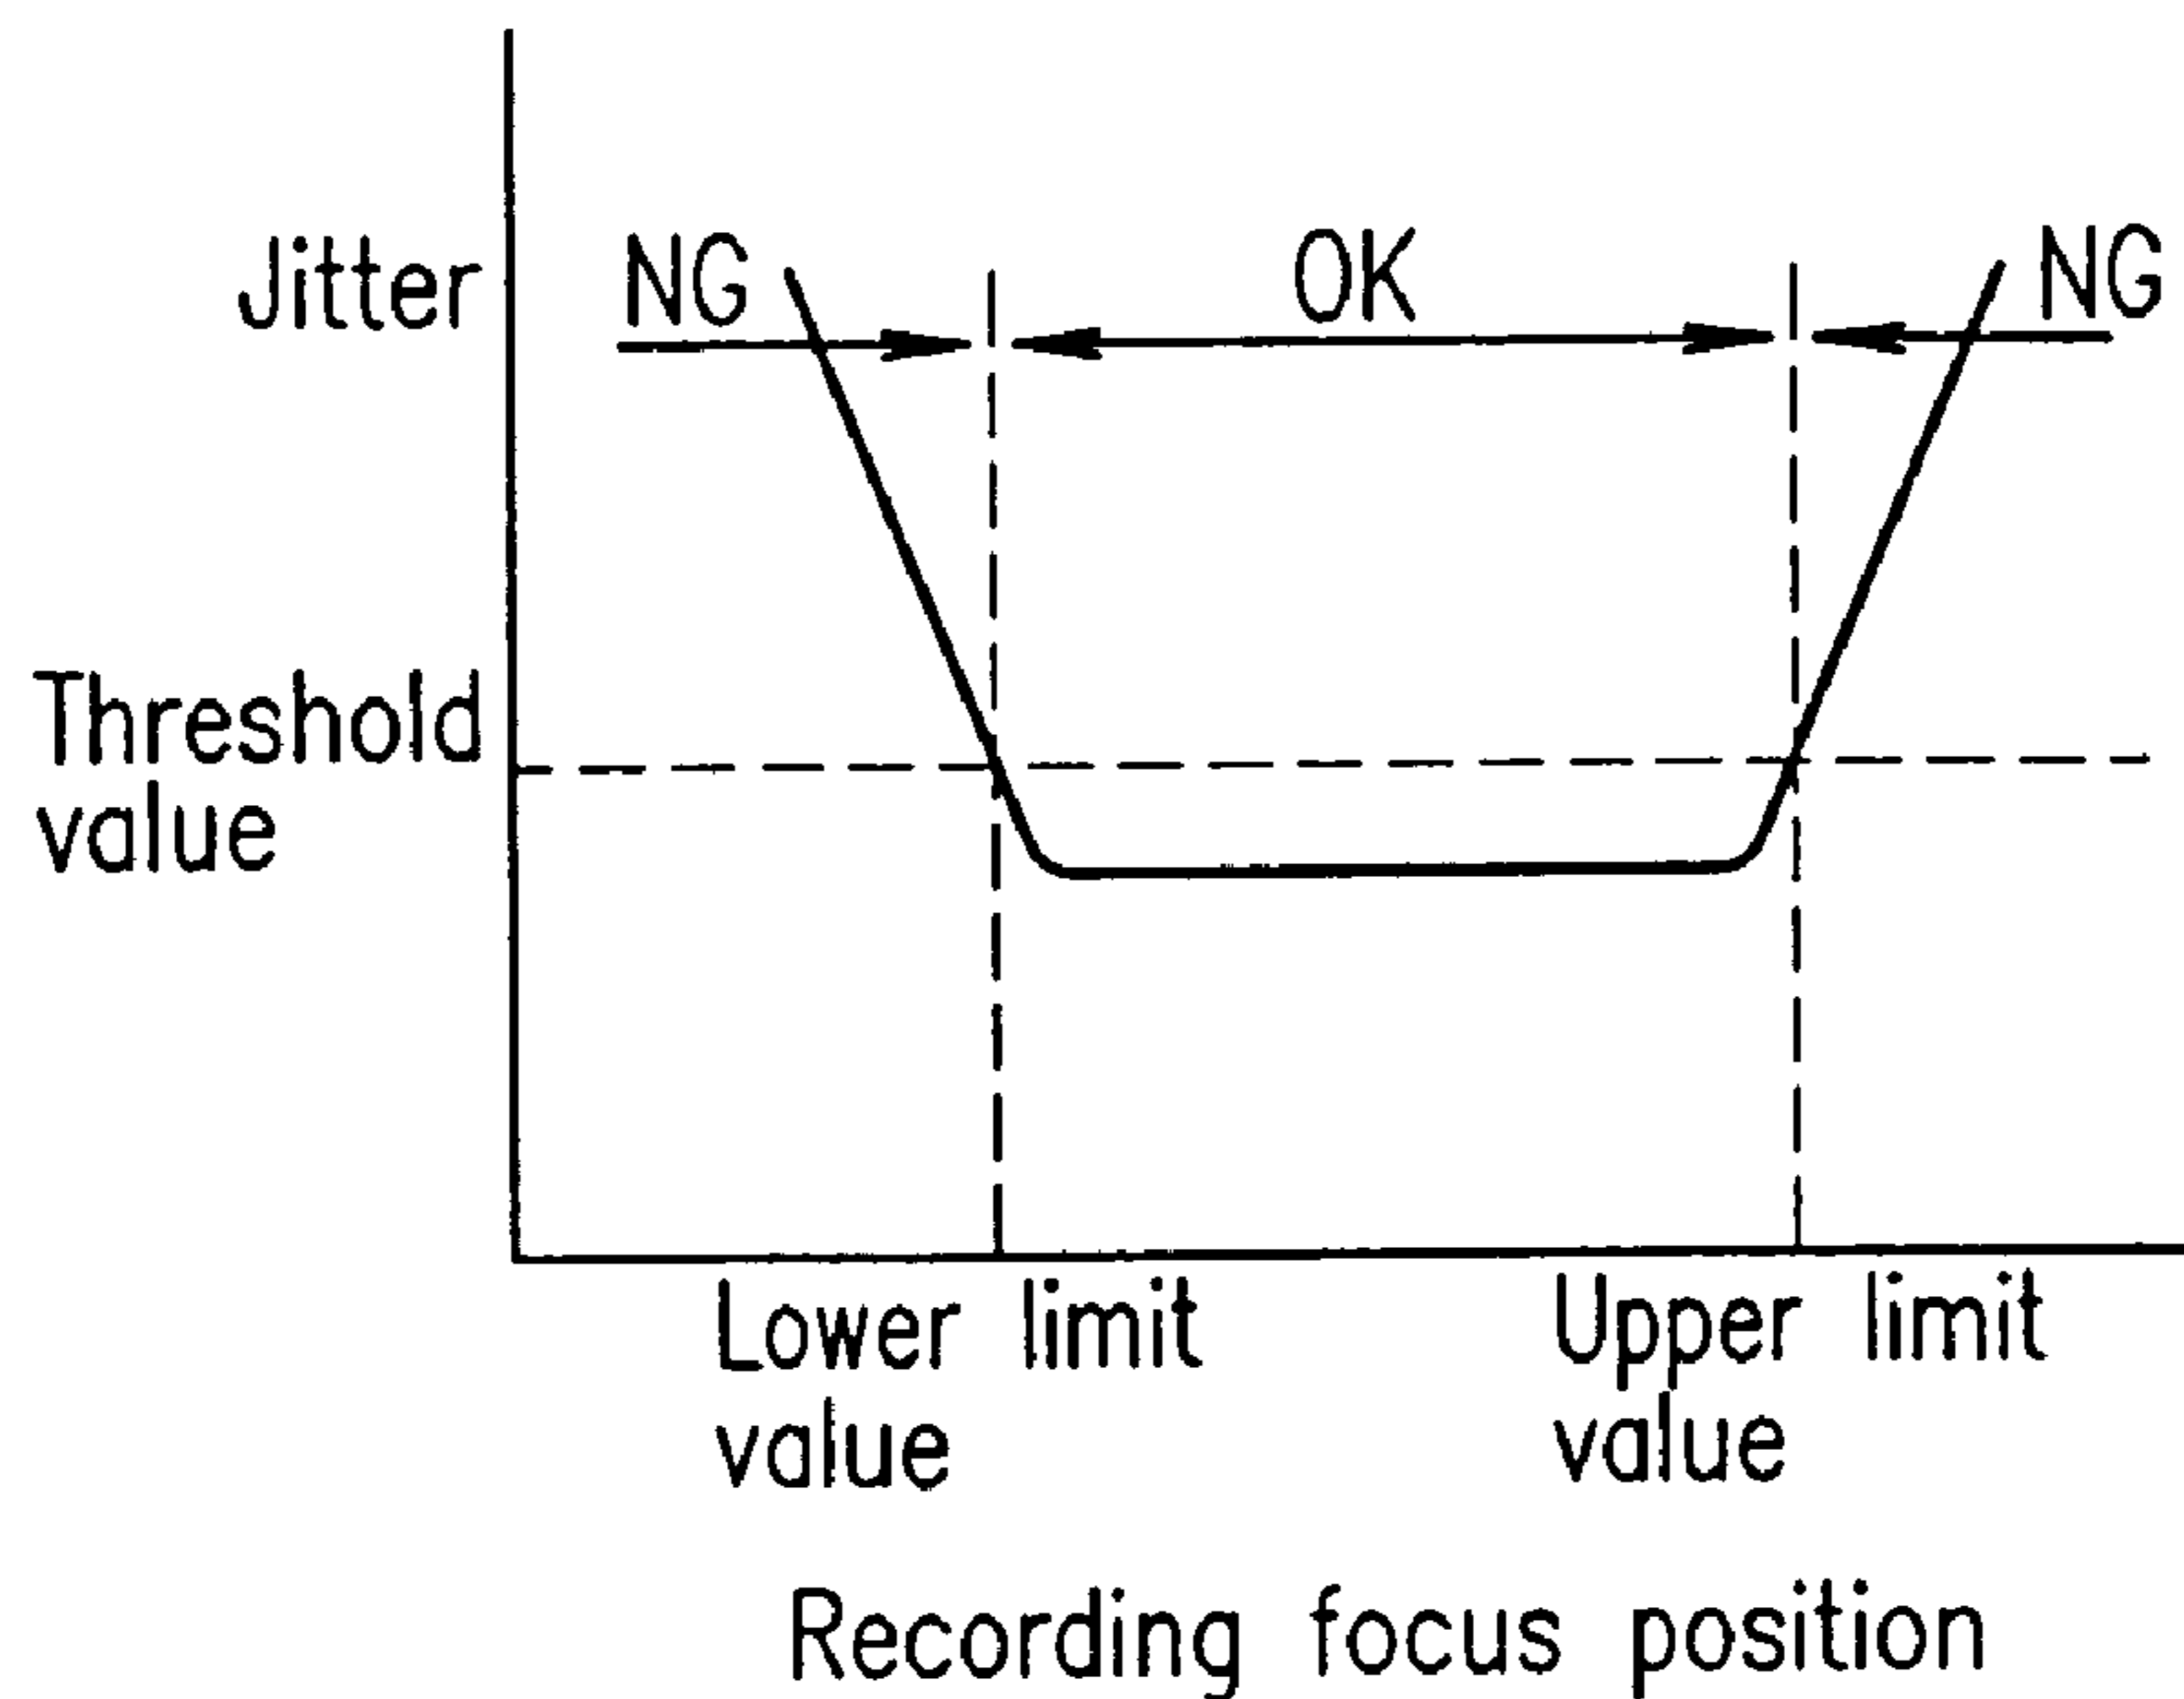 Jitter
NG
OK
NG
Threshold
value
Lower limit
value
Upper limit
value
Recording focus position